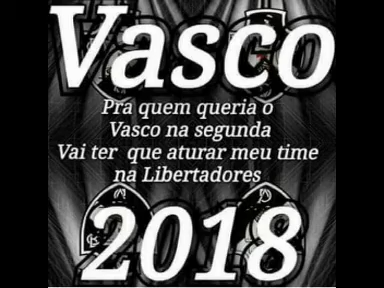 Vasco
Pra quem queria o
Vasco na segunda
Vai ter que aturar meu time
na Libertadores
2018